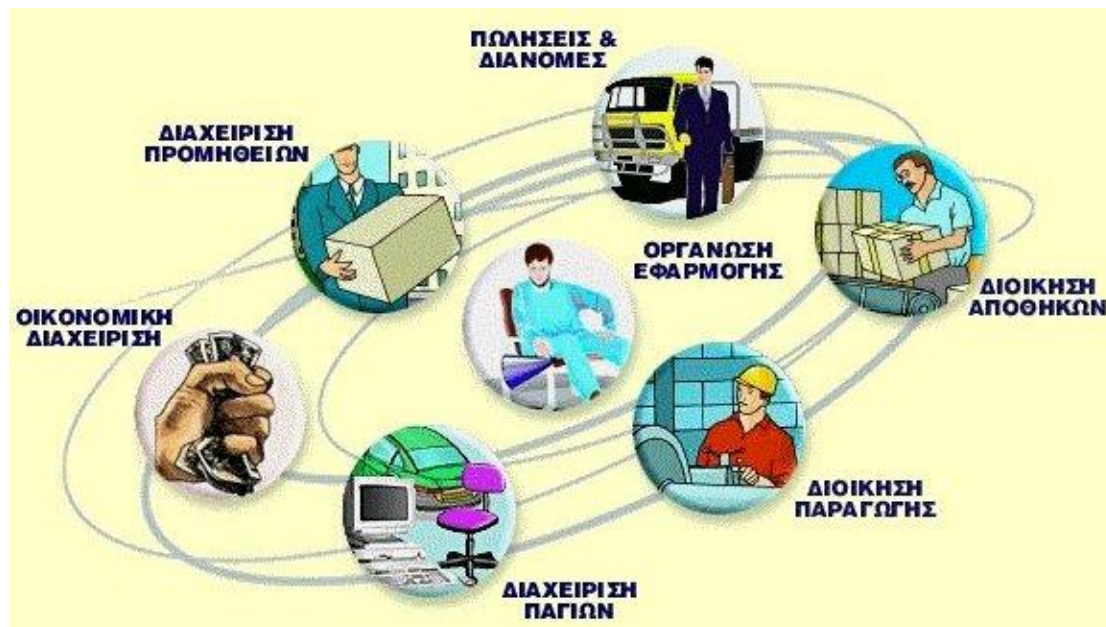 ΠΩΛΗΣΕΙΣ &
ΔΙΑΝΟΜΕΣ
ΔΙΑΧΕΙΡΙΣΗ
ΠΡΟΜΗΘΕΙΩΝ
ΟΡΓΑΝΩΣΗ
ΕΦΑΡΜΟΓΗΣ
ΔΙΟΙΚΗΣΗ
ΑΠΟΘΗΚΩΝ
ΟΙΚΟΝΟΜΙΚΗ
ΔΙΑΧΕΙΡΙΣΗ
ΔΙΟΙΚΗΣΗ
ΠΑΡΑΓΩΓΗΣ
ΔΙΑΧΕΙΡΙΣΗ
ΠΑΓΙΩΝ